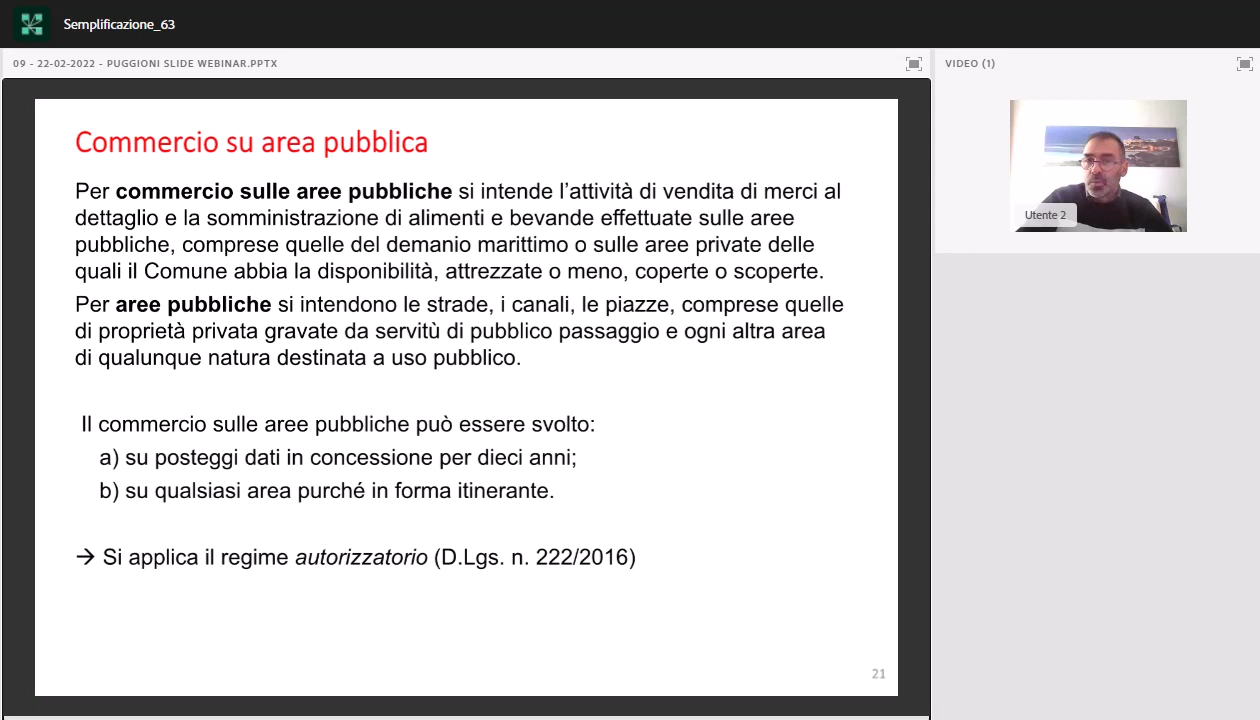 Semplificazione_63
09 - 22-02-2022 - PUGGIONI SLIDE WEBINAR.PPTX
VIDEO (1)
Commercio su area pubblica
Per commercio sulle aree pubbliche si intende l'attività di vendita di merci al
dettaglio e la somministrazione di alimenti e bevande effettuate sulle aree
pubbliche, comprese quelle del demanio marittimo o sulle aree private delle
quali il Comune abbia la disponibilità, attrezzate o meno, coperte o scoperte.
Per aree pubbliche si intendono le strade, i canali, le piazze, comprese quelle
di proprietà privata gravate da servitù di pubblico passaggio e ogni altra area
di qualunque natura destinata a uso pubblico.
Il commercio sulle aree pubbliche può essere svolto:
a) su posteggi dati in concessione per dieci anni;
b) su qualsiasi area purché in forma itinerante.
→ Si applica il regime autorizzatorio (D.Lgs. n. 222/2016)
21
Utente 2